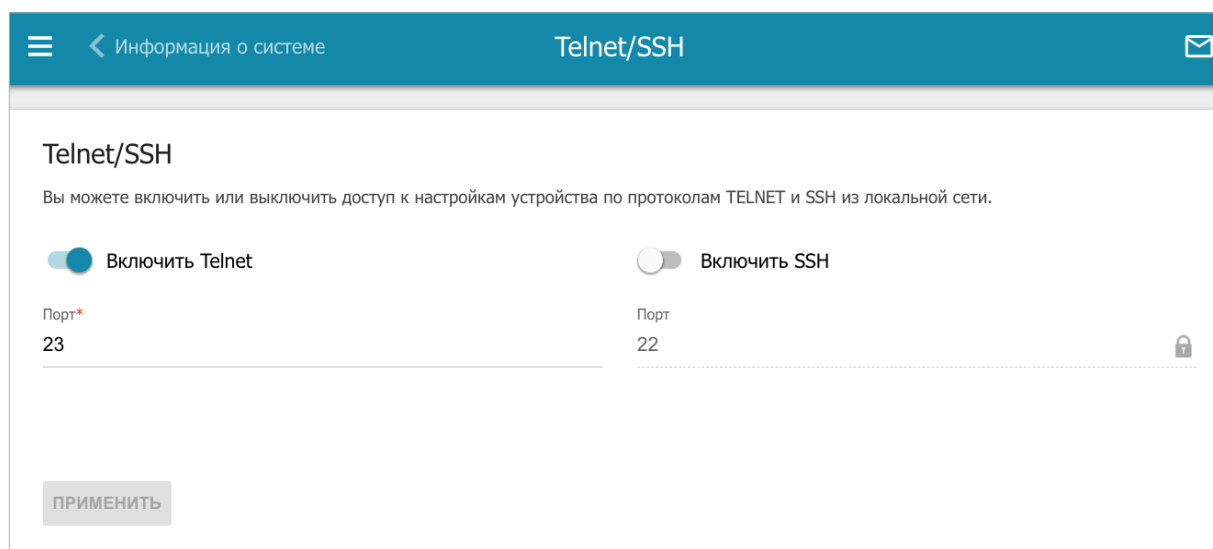 Информация о системе
Telnet/SSH
Telnet/SSH
Вы можете включить или выключить доступ к настройкам устройства по протоколам TELNET и SSH из локальной сети.
Включить Telnet
Включить SSH
Порт*
Порт
23
22
ПРИМЕНИТЬ